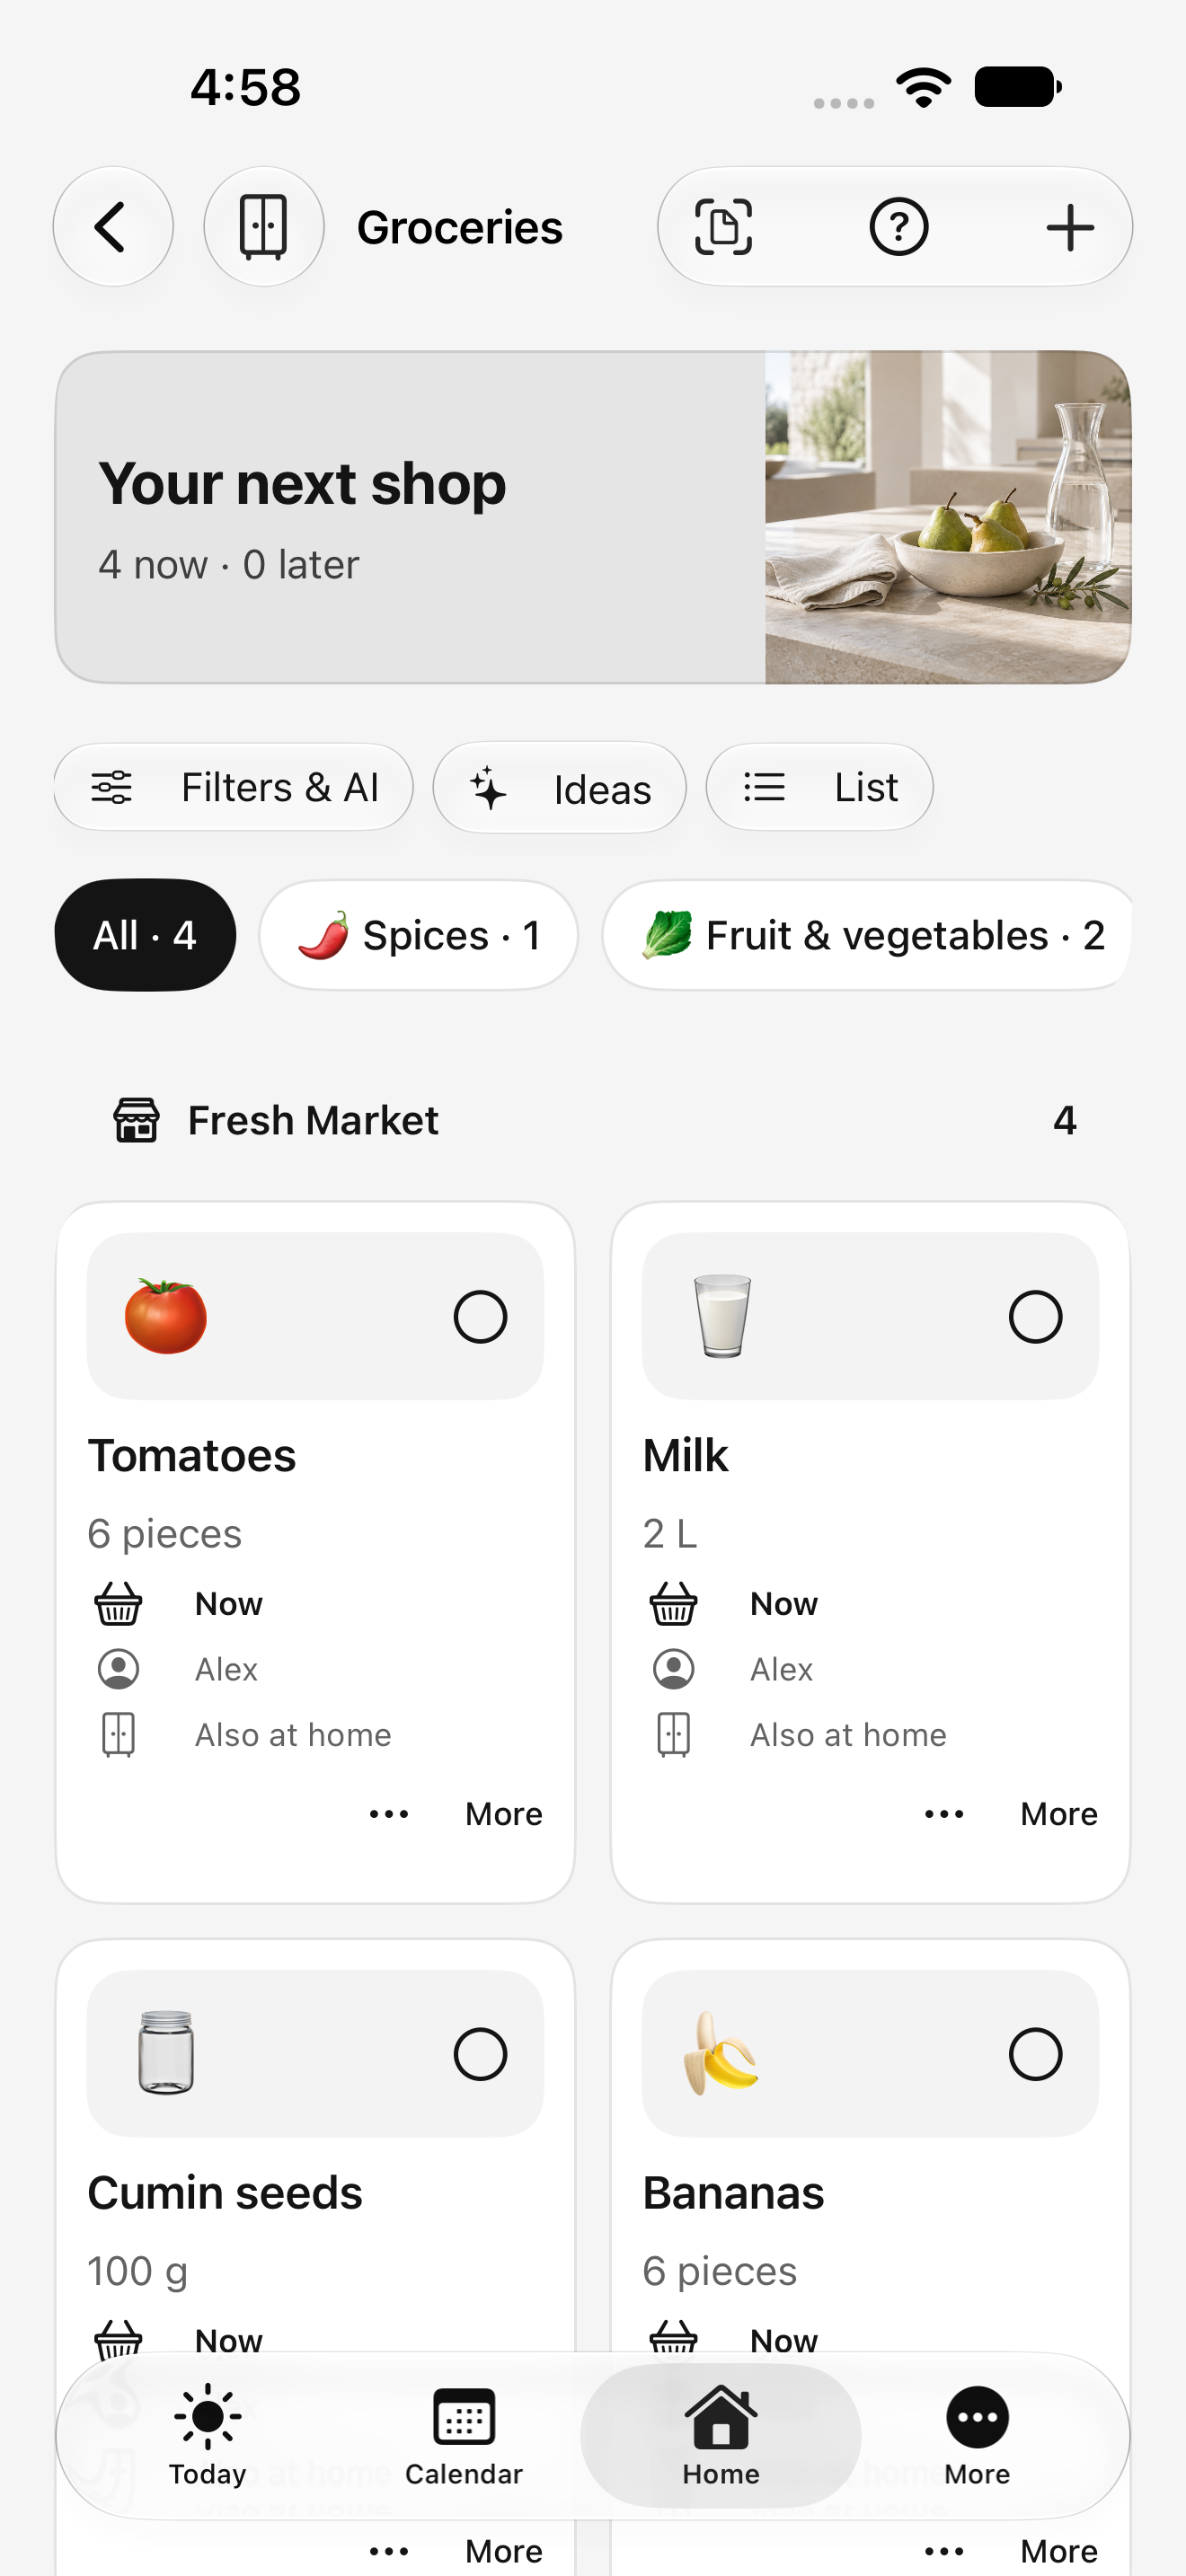 4:58
Groceries
Your next shop
4 now · 0 later
Filters & AI
Ideas
List
All · 4
Spices · 1
Fruit & vegetables · 2
Fresh Market
4
Tomatoes
6 pieces
Now
Alex
Also at home
More
Milk
2 L
Now
Alex
Also at home
More
Cumin seeds
100 g
Now
Bananas
6 pieces
Now
Today
Calendar
Home
More
More
More